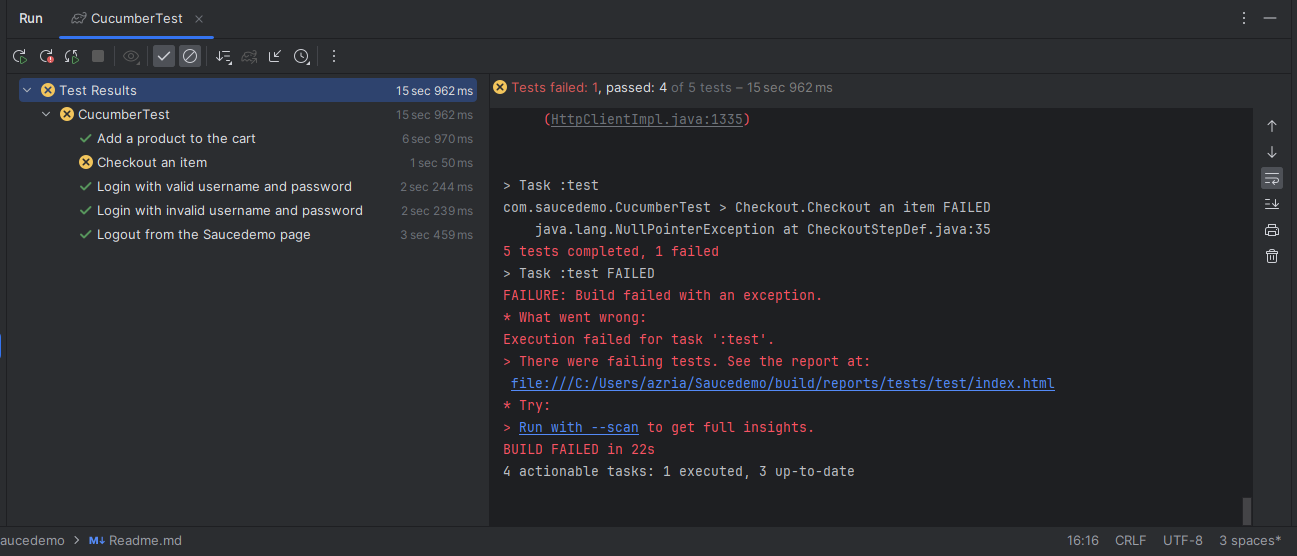 Run
CucumberTest
Test Results 15 sec 962 ms
CucumberTest 15 sec 962 ms
Add a product to the cart 6 sec 970 ms
Checkout an item 1 sec 50 ms
Login with valid username and password 2 sec 244 ms
Login with invalid username and password 2 sec 239 ms
Logout from the Saucedemo page 3 sec 459 ms
Tests failed: 1, passed: 4 of 5 tests – 15 sec 962 ms
(HttpClientImpl.java:1335)
> Task :test
com.saucedemo.CucumberTest > Checkout.Checkout an item FAILED
java.lang.NullPointerException at CheckoutStepDef.java:35
5 tests completed, 1 failed
> Task :test FAILED
FAILURE: Build failed with an exception.
* What went wrong:
Execution failed for task ':test'.
> There were failing tests. See the report at:
file:///C:/Users/azria/Saucedemo/build/reports/tests/test/index.html
* Try:
> Run with --scan to get full insights.
BUILD FAILED in 22s
4 actionable tasks: 1 executed, 3 up-to-date
aucedemo > M↓ Readme.md
16:16 CRLF UTF-8 3 spaces*